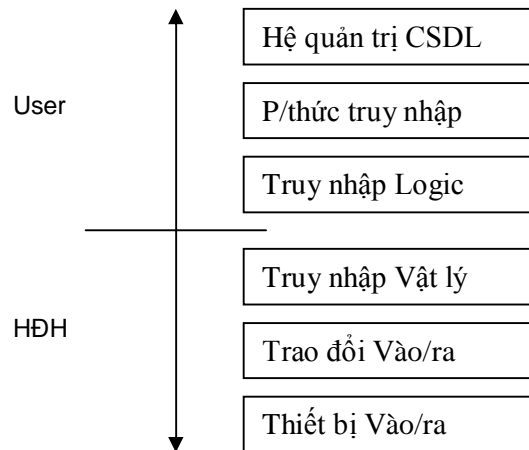 Hệ quản trị CSDL
User
P/thức truy nhập
Truy nhập Logic
Truy nhập Vật lý
HĐH
Trao đổi Vào/ra
Thiết bị Vào/ra